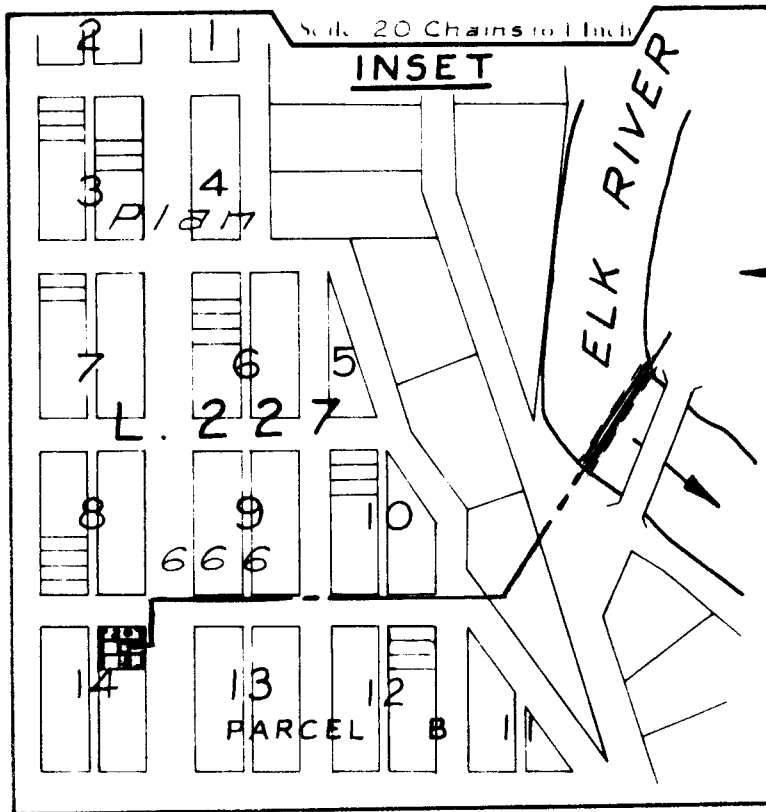 2 1
Scale 20 Chains to 1 Inch
INSET
ELK RIVER
3 4
Plan
7 6 5
L. 227
8 9 10
666
14 13 12 11
PARCEL B